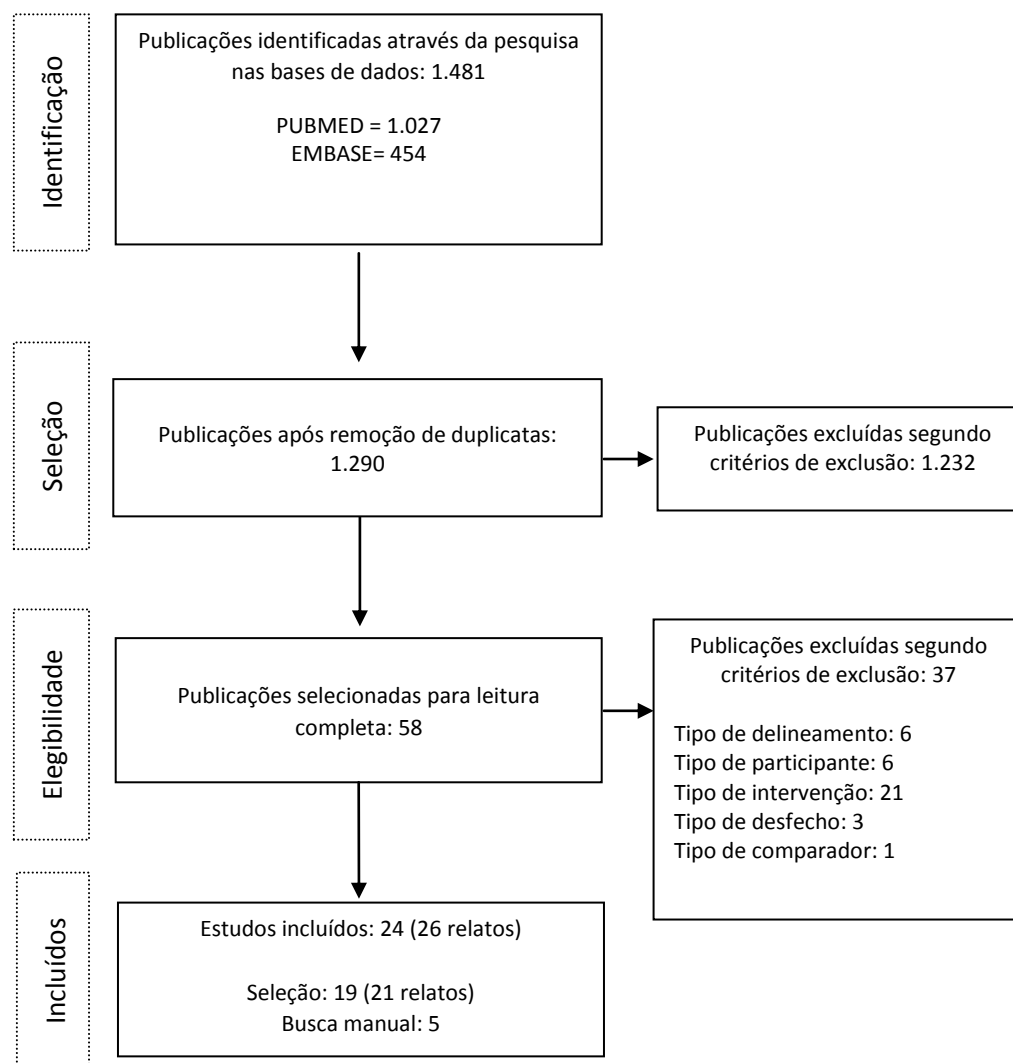 Identificação
Publicações identificadas através da pesquisa
nas bases de dados: 1.481
PUBMED = 1.027
EMBASE= 454
Seleção
Publicações após remoção de duplicatas:
1.290
Publicações excluídas segundo
critérios de exclusão: 1.232
Elegibilidade
Publicações selecionadas para leitura
completa: 58
Publicações excluídas segundo
critérios de exclusão: 37
Tipo de delineamento: 6
Tipo de participante: 6
Tipo de intervenção: 21
Tipo de desfecho: 3
Tipo de comparador: 1
Incluídos
Estudos incluídos: 24 (26 relatos)
Seleção: 19 (21 relatos)
Busca manual: 5